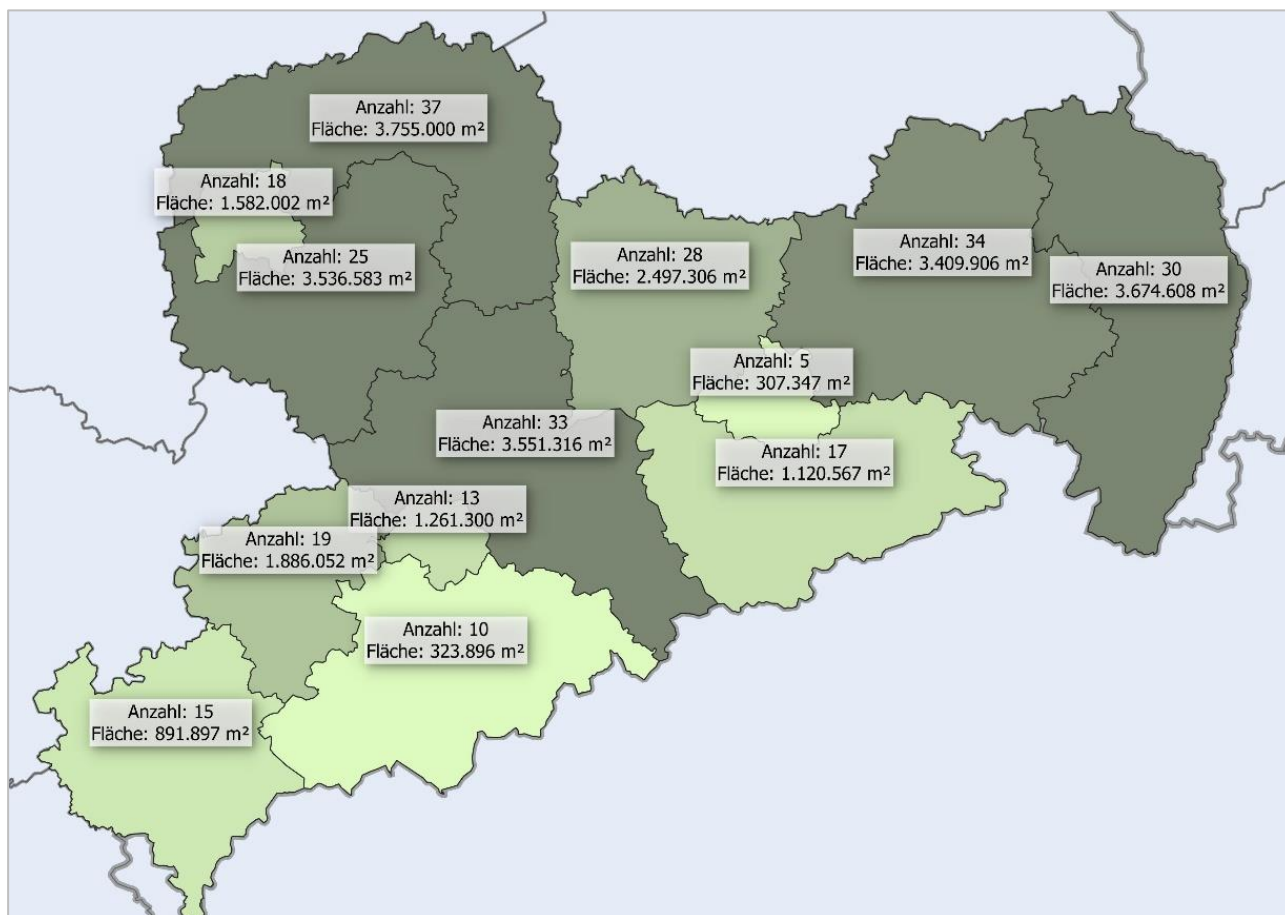 Anzahl: 37
Fläche: 3.755.000 m²
Anzahl: 18
Fläche: 1.582.002 m²
Anzahl: 25
Fläche: 3.536.583 m²
Anzahl: 28
Fläche: 2.497.306 m²
Anzahl: 34
Fläche: 3.409.906 m²
Anzahl: 30
Fläche: 3.674.608 m²
Anzahl: 5
Fläche: 307.347 m²
Anzahl: 33
Fläche: 3.551.316 m²
Anzahl: 17
Fläche: 1.120.567 m²
Anzahl: 13
Fläche: 1.261.300 m²
Anzahl: 19
Fläche: 1.886.052 m²
Anzahl: 10
Fläche: 323.896 m²
Anzahl: 15
Fläche: 891.897 m²